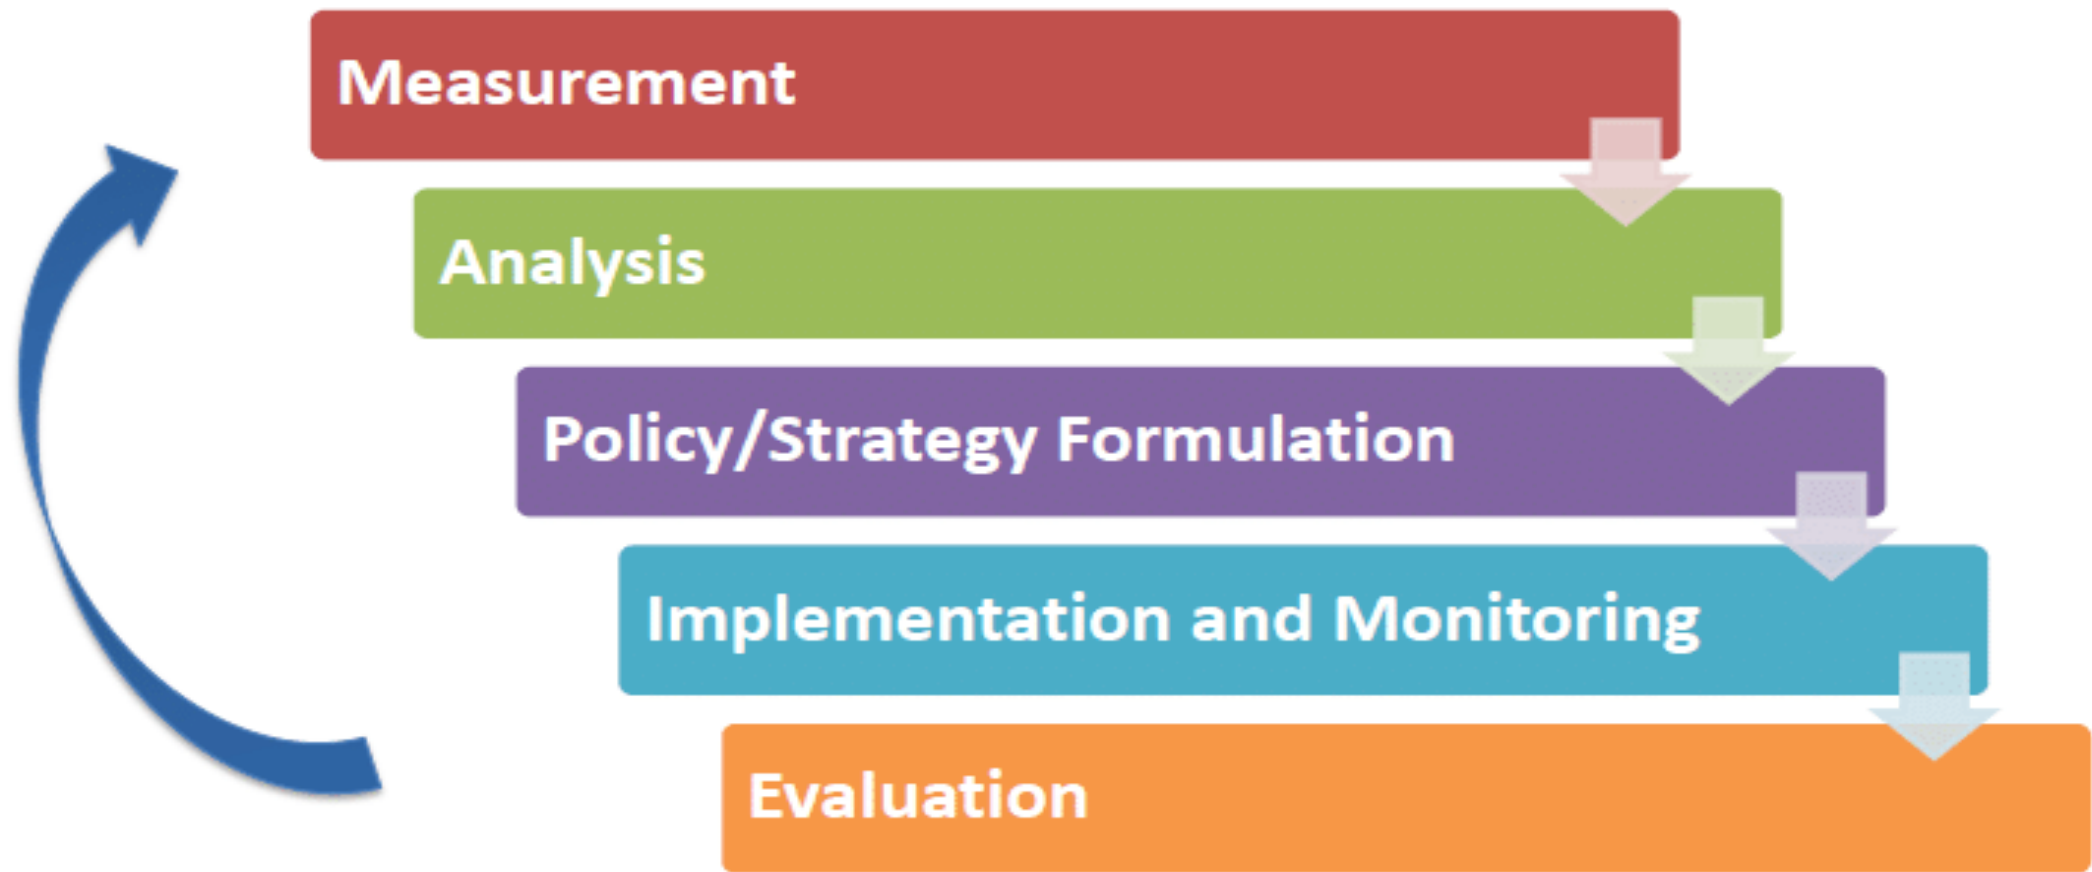 Measurement
Analysis
Policy/Strategy Formulation
Implementation and Monitoring
Evaluation